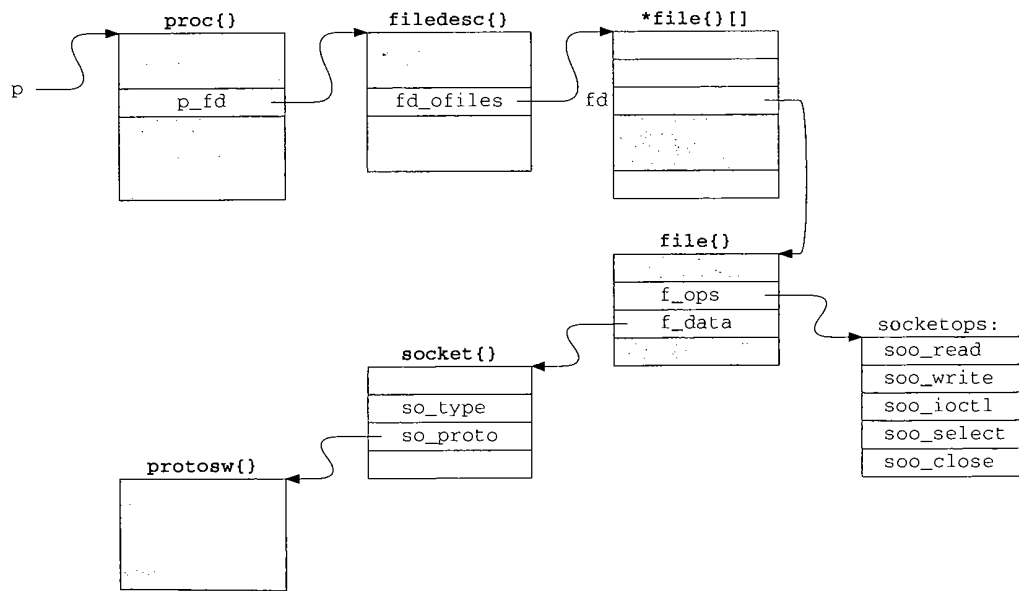 proc{}
filedesc{}
*file{}[]
p
p_fd
fd_ofiles
fd
file{}
f_ops
f_data
socketops:
soo_read
soo_write
soo_ioctl
soo_select
soo_close
socket{}
so_type
so_proto
protosw{}